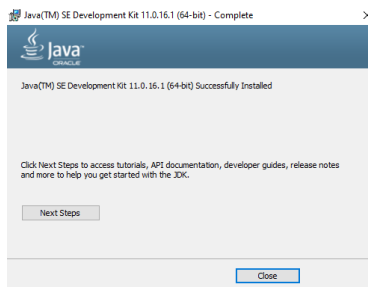 Java(TM) SE Development Kit 11.0.16.1 (64-bit) - Complete
Java™
ORACLE
Java(TM) SE Development Kit 11.0.16.1 (64-bit) Successfully Installed
Click Next Steps to access tutorials, API documentation, developer guides, release notes
and more to help you get started with the JDK.
Next Steps
Close